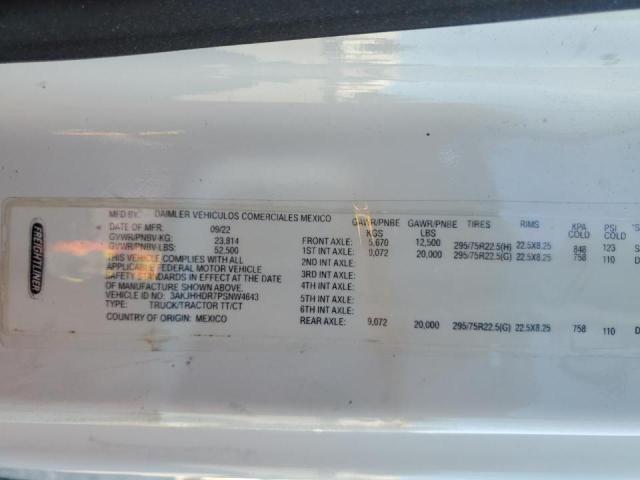 FREIGHTLINER
MFD BY: DAIMLER VEHICULOS COMERCIALES MEXICO
DATE OF MFR: 09/22
GVWR/PNBV-KG: 23,814
GVWR/PNBV-LBS: 52,500
THIS VEHICLE COMPLIES WITH ALL
APPLICABLE FEDERAL MOTOR VEHICLE
SAFETY STANDARDS IN EFFECT AT THE DATE
OF MANUFACTURE SHOWN ABOVE.
VEHICLE ID: 3AKJHHDR7PSNW4643
TYPE: TRUCK/TRACTOR TT/CT
COUNTRY OF ORIGIN: MEXICO
GAWR/PNBE GAWR/PNBE TIRES RIMS KPA PSI
KGS LBS COLD COLD
FRONT AXLE: 5,670 12,500 295/75R22.5(H) 22.5X8.25 848 123 S
1ST INT AXLE: 9,072 20,000 295/75R22.5(G) 22.5X8.25 758 110 D
2ND INT AXLE:
3RD INT AXLE:
4TH INT AXLE:
5TH INT AXLE:
6TH INT AXLE:
REAR AXLE: 9,072 20,000 295/75R22.5(G) 22.5X8.25 758 110 D